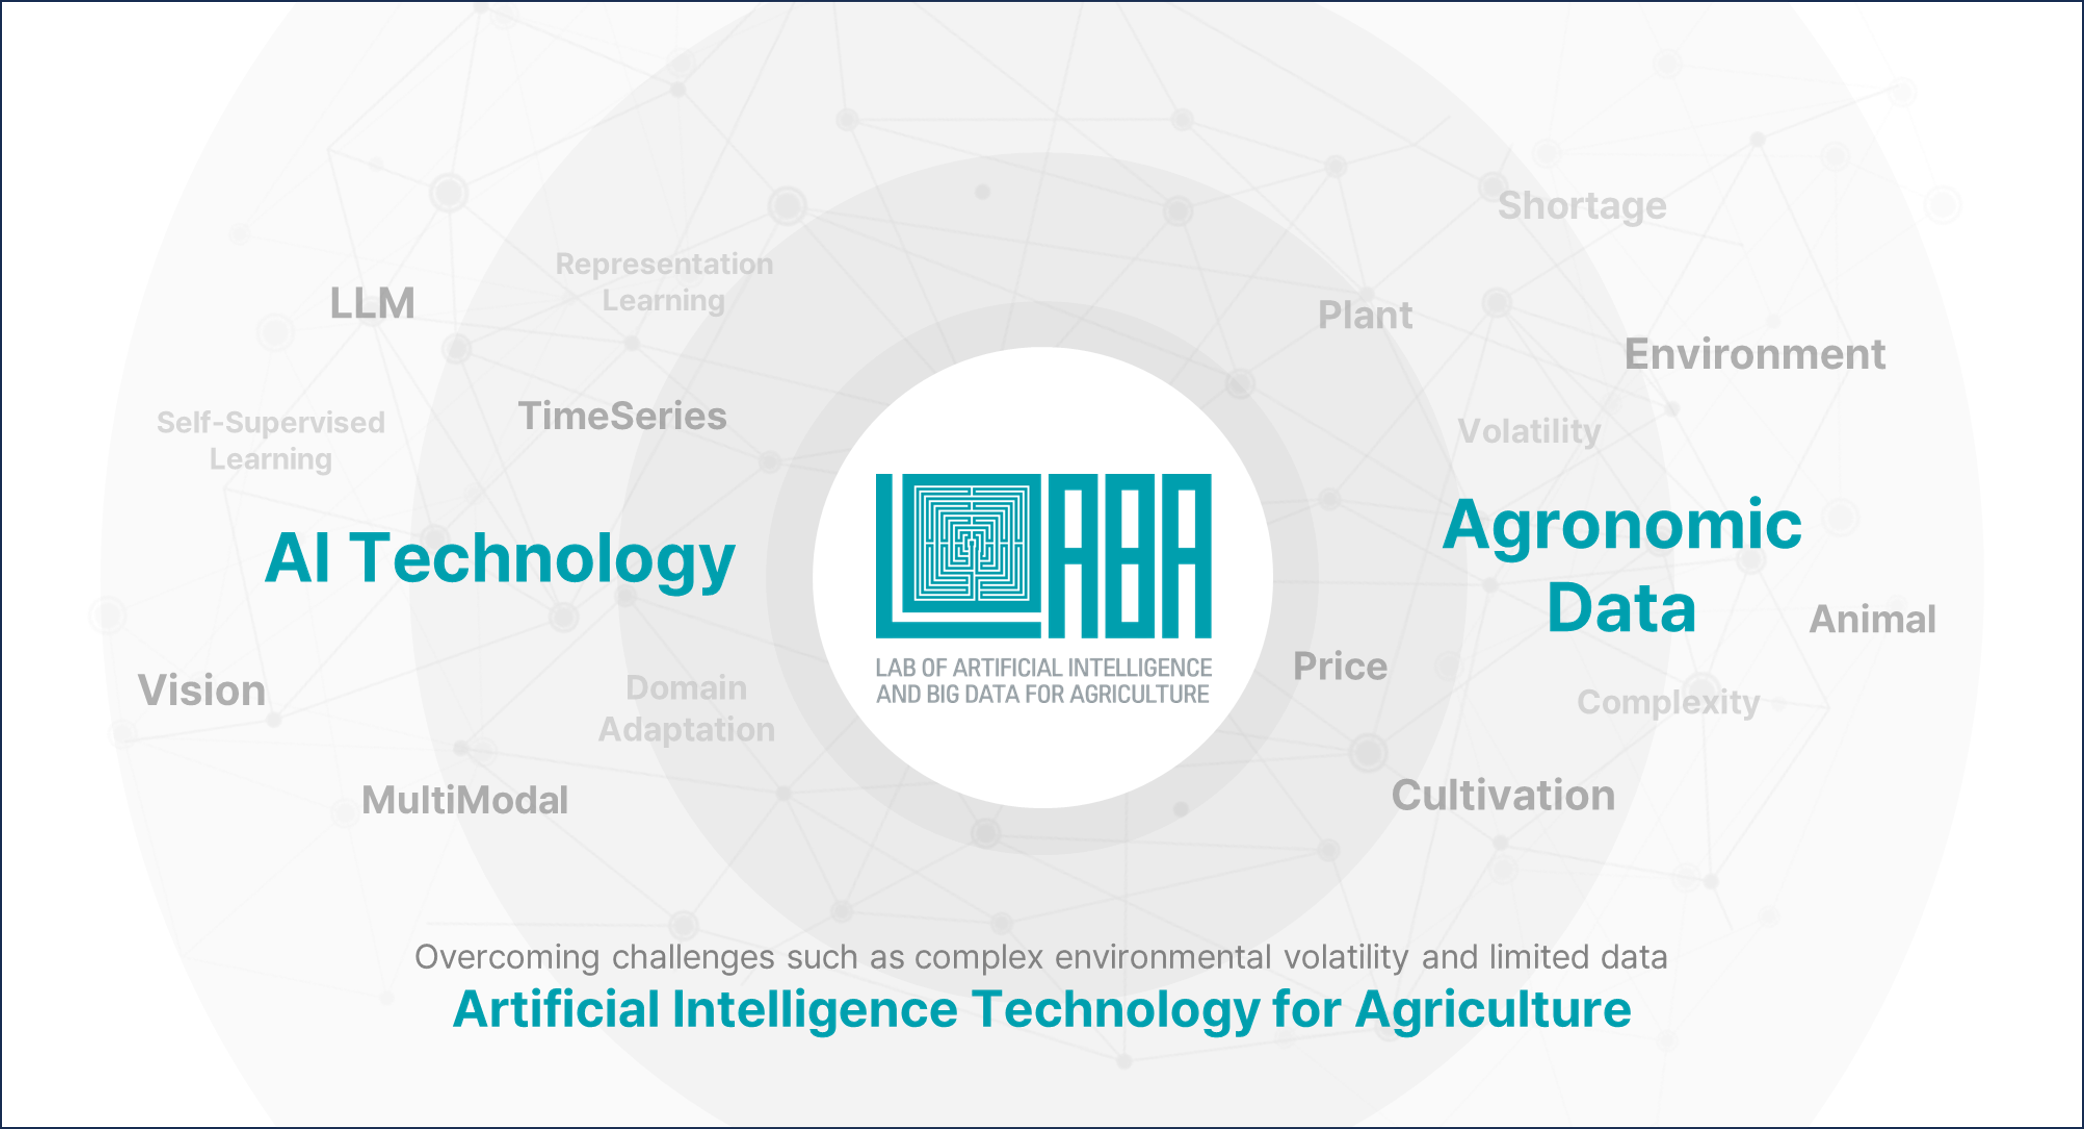 Shortage
Representation
Learning
LLM
Plant
Environment
TimeSeries
Self-Supervised
Learning
Volatility
AI Technology
Agronomic
Data
LABA
LAB OF ARTIFICIAL INTELLIGENCE
AND BIG DATA FOR AGRICULTURE
Animal
Price
Vision
Domain
Adaptation
Complexity
MultiModal
Cultivation
Overcoming challenges such as complex environmental volatility and limited data
Artificial Intelligence Technology for Agriculture